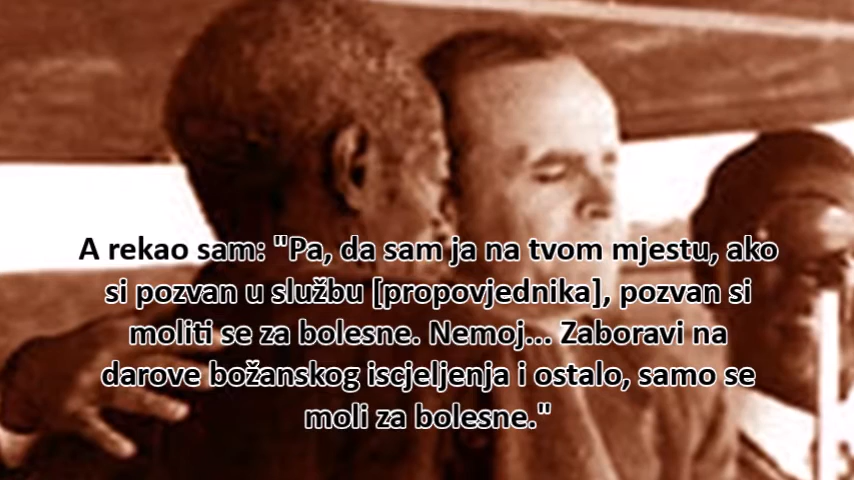 A rekao sam: "Pa, da sam ja na tvom mjestu, ako
si pozvan u službu [propovjednika], pozvan si
moliti se za bolesne. Nemoj... Zaboravi na
darove božanskog iscjeljenja i ostalo, samo se
moli za bolesne."